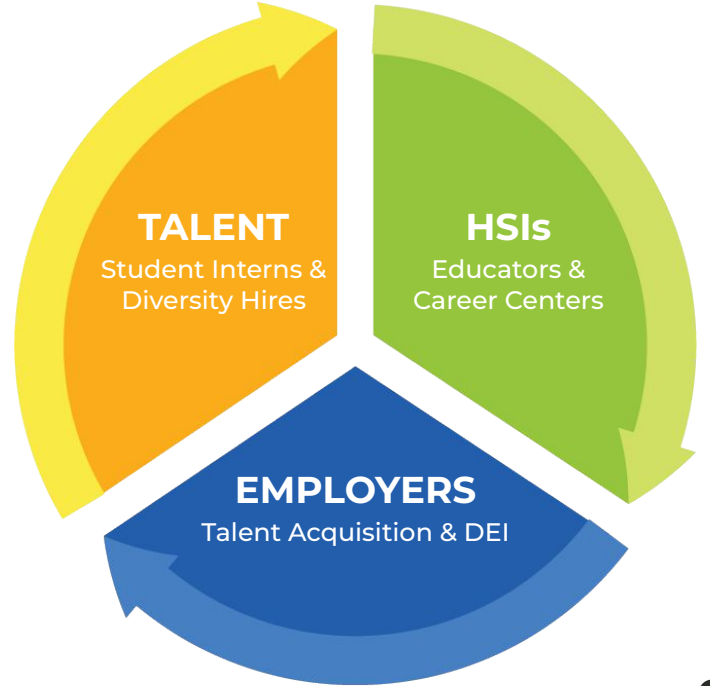 TALENT
Student Interns &
Diversity Hires
HSIs
Educators &
Career Centers
EMPLOYERS
Talent Acquisition & DEI